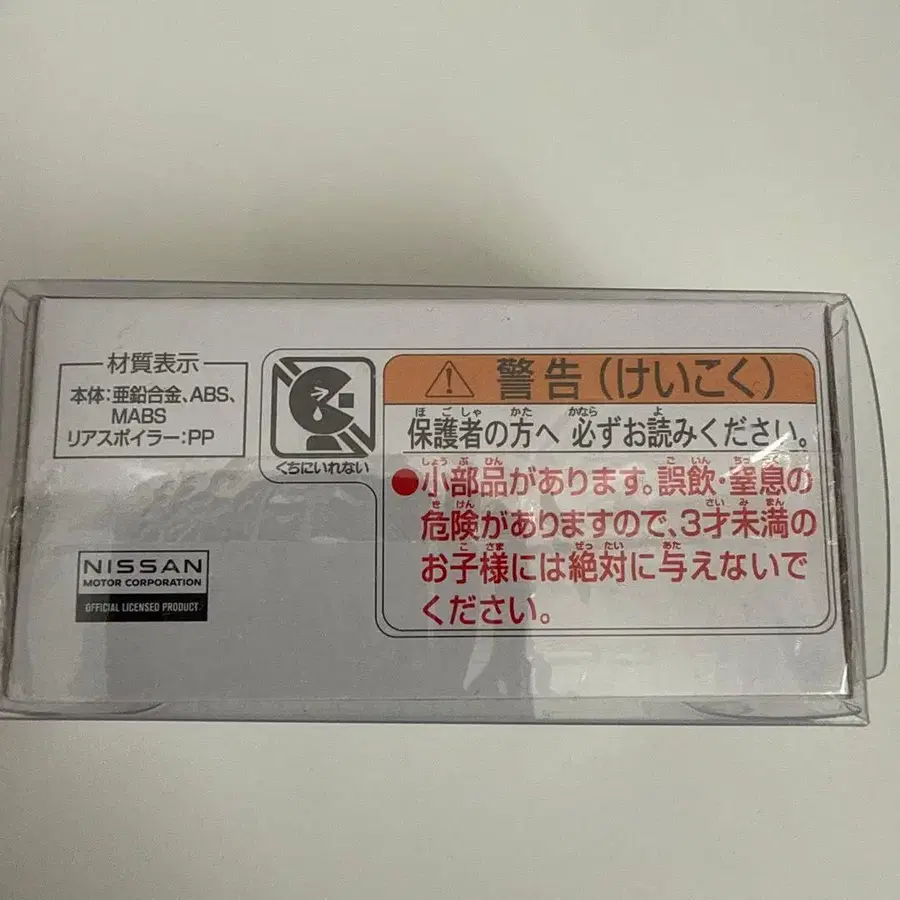 材質表示
本体:亜鉛合金、ABS、
MABS
リアスポイラー:PP
くちにいれない
警告(けいこく)
ほごしゃ かた かなら よ
保護者の方へ 必ずお読みください。
しょうぶひん ごいん ちっそく
●小部品があります。誤飲・窒息の
きけん さいみまん
危険がありますので、3才未満の
こさま ぜったい あた
お子様には絶対に与えないで
ください。
NISSAN
MOTOR CORPORATION
OFFICIAL LICENSED PRODUCT